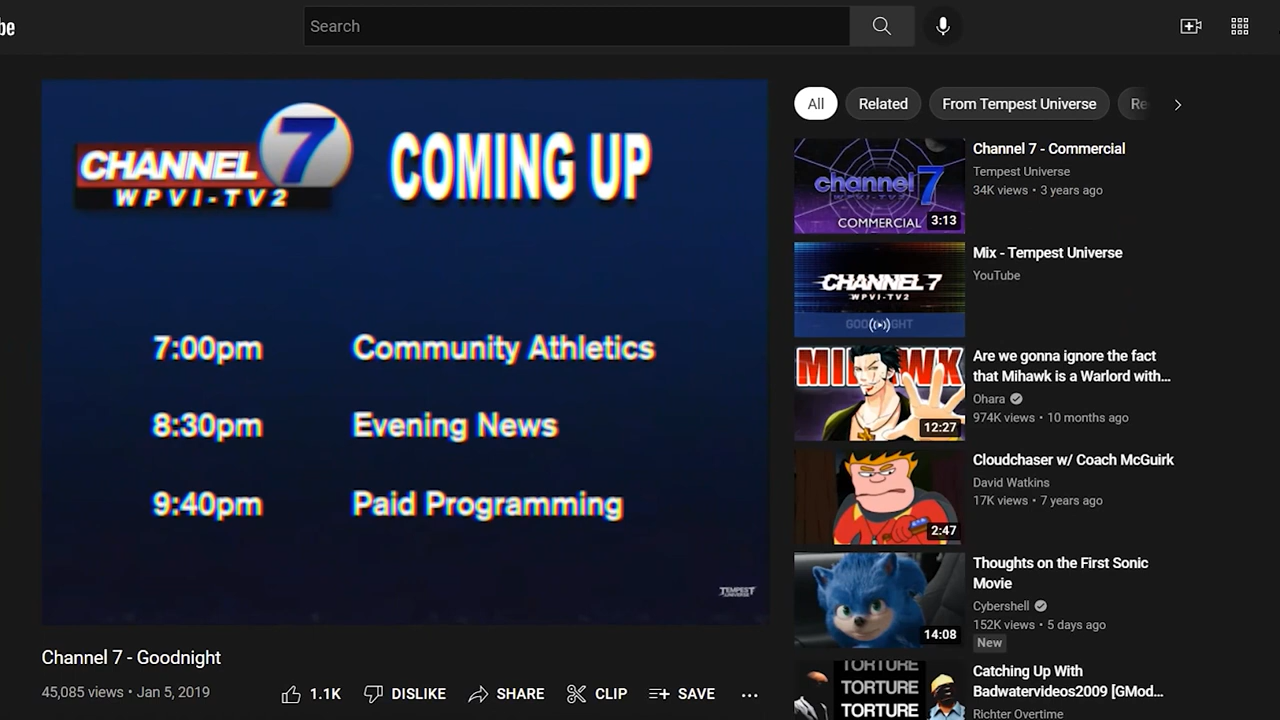 be
Search
CHANNEL 7
WPVI-TV2
COMING UP
7:00pm Community Athletics
8:30pm Evening News
9:40pm Paid Programming
TEMPEST
UNIVERSE
Channel 7 - Goodnight
45,085 views • Jan 5, 2019
1.1K DISLIKE SHARE CLIP SAVE
All Related From Tempest Universe Re
channel 7
COMMERCIAL
3:13
Channel 7 - Commercial
Tempest Universe
34K views • 3 years ago
CHANNEL 7
WPVI-TV2
Mix - Tempest Universe
YouTube
MIHAWK
12:27
Are we gonna ignore the fact
that Mihawk is a Warlord with...
Ohara
974K views • 10 months ago
2:47
Cloudchaser w/ Coach McGuirk
David Watkins
17K views • 7 years ago
14:08
Thoughts on the First Sonic
Movie
Cybershell
152K views • 5 days ago
New
TORTURE
TORTURE
TORTURE
Catching Up With
Badwatervideos2009 [GMod...
Richter Overtime